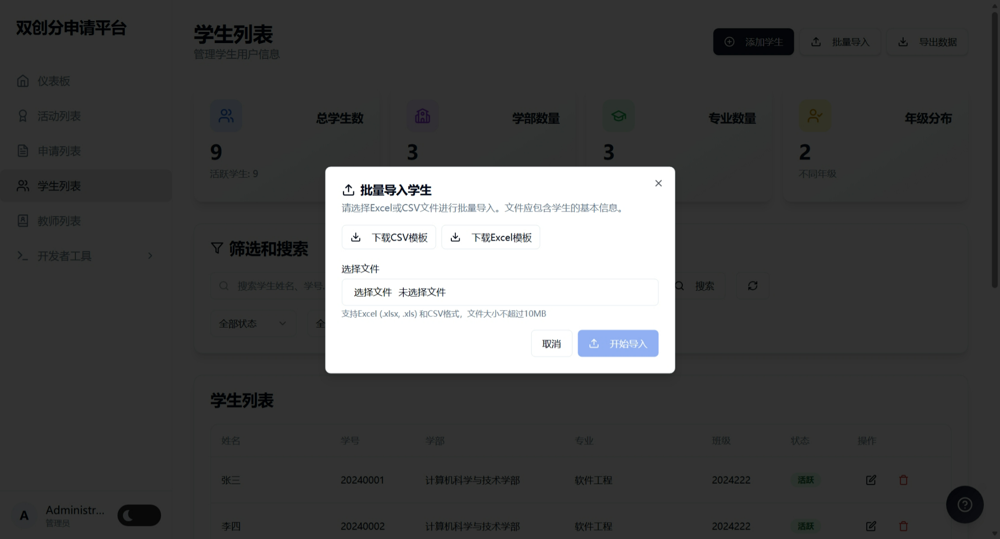 双创分申请平台
仪表板
活动列表
申请列表
学生列表
教师列表
开发者工具
A
Administr...
管理员
学生列表
管理学生用户信息
添加学生
批量导入
导出数据
总学生数
9
活跃学生: 9
学部数量
3
专业数量
3
年级分布
2
不同年级
筛选和搜索
搜索学生姓名、学号.
搜索
全部状态
全
批量导入学生
请选择Excel或CSV文件进行批量导入。文件应包含学生的基本信息。
下载CSV模板
下载Excel模板
选择文件
选择文件 未选择文件
支持Excel (.xlsx, .xls) 和CSV格式，文件大小不超过10MB
取消
开始导入
学生列表
姓名 学号 学部 专业 班级 状态 操作
张三 20240001 计算机科学与技术学部 软件工程 2024222 活跃
李四 20240002 计算机科学与技术学部 软件工程 2024222 活跃